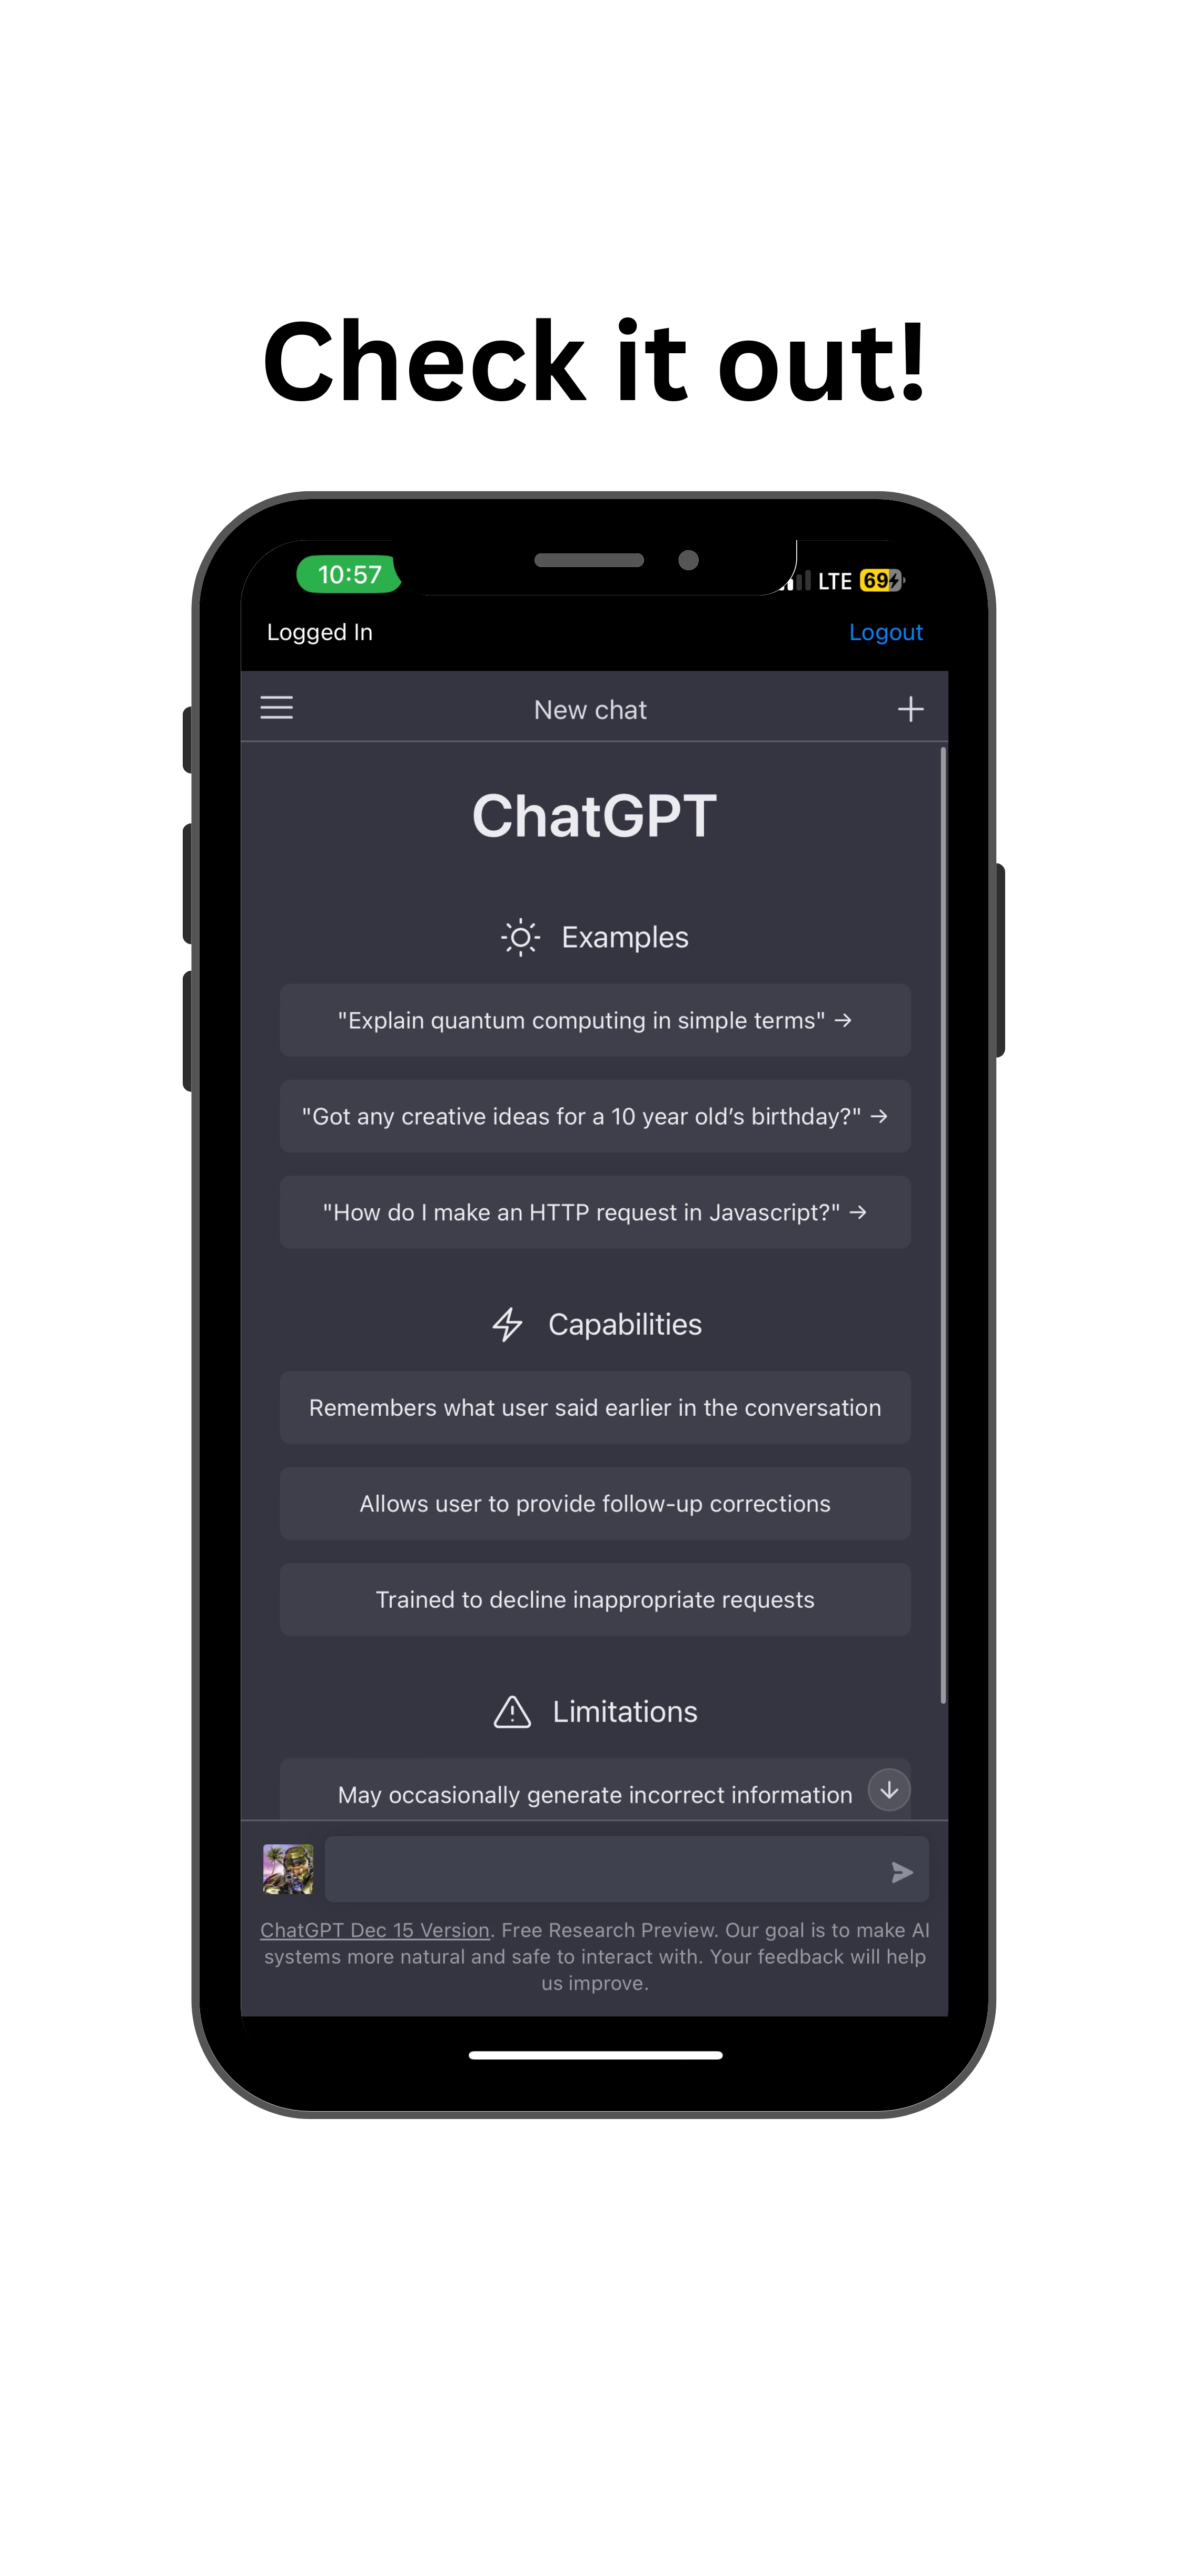 Check it out!
10:57
LTE 69
Logged In
Logout
New chat
ChatGPT
Examples
"Explain quantum computing in simple terms" →
"Got any creative ideas for a 10 year old’s birthday?" →
"How do I make an HTTP request in Javascript?" →
Capabilities
Remembers what user said earlier in the conversation
Allows user to provide follow-up corrections
Trained to decline inappropriate requests
Limitations
May occasionally generate incorrect information
ChatGPT Dec 15 Version. Free Research Preview. Our goal is to make AI
systems more natural and safe to interact with. Your feedback will help
us improve.